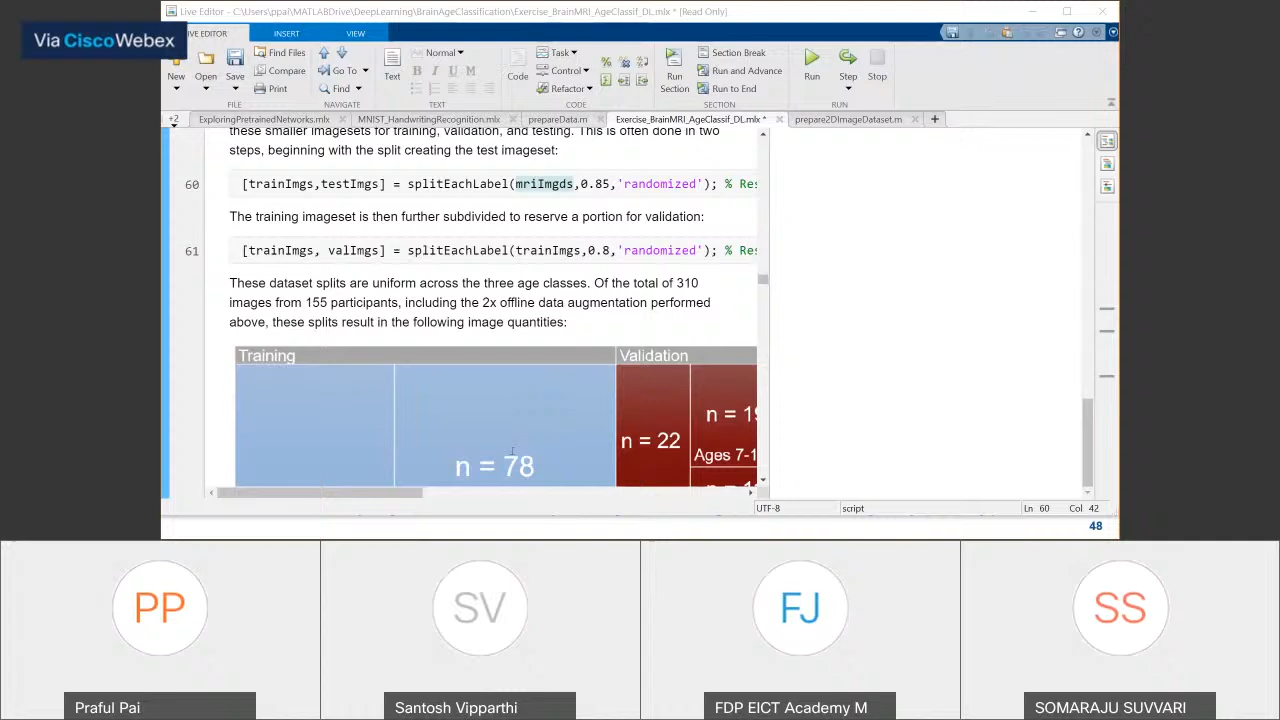 Live Editor - C:\Users\ppai\MATLABDrive\DeepLearning\BrainAgeClassification\Exercise_BrainMRI_AgeClassif_DL.mlx * [Read Only]
Via Cisco Webex
LIVE EDITOR INSERT VIEW
New Open Save Find Files Compare Print
FILE
Go To Find
NAVIGATE
Text Normal B I U M
TEXT
Code Task Control Refactor
CODE
Run Section Section Break Run and Advance Run to End
SECTION
Run Step Stop
RUN
+2 ExploringPretrainedNetworks.mlx MNIST_HandwritingRecognition.mlx prepareDat Exercise_BrainMRI_AgeClassif_DL.mlx * prepare2DImageDataset.m +
these smaller imagesets for training, validation, and testing. This is often done in two
steps, beginning with the split creating the test imageset:
60 [trainImgs,testImgs] = splitEachLabel(mriImgds,0.85,'randomized'); % Res
The training imageset is then further subdivided to reserve a portion for validation:
61 [trainImgs, valImgs] = splitEachLabel(trainImgs,0.8,'randomized'); % Res
These dataset splits are uniform across the three age classes. Of the total of 310
images from 155 participants, including the 2x offline data augmentation performed
above, these splits result in the following image quantities:
Training Validation
n = 19
n = 22
Ages 7-1
n = 78
UTF-8 script Ln 60 Col 42
48
PP SV FJ SS
Praful Pai Santosh Vipparthi FDP EICT Academy M SOMARAJU SUVVARI